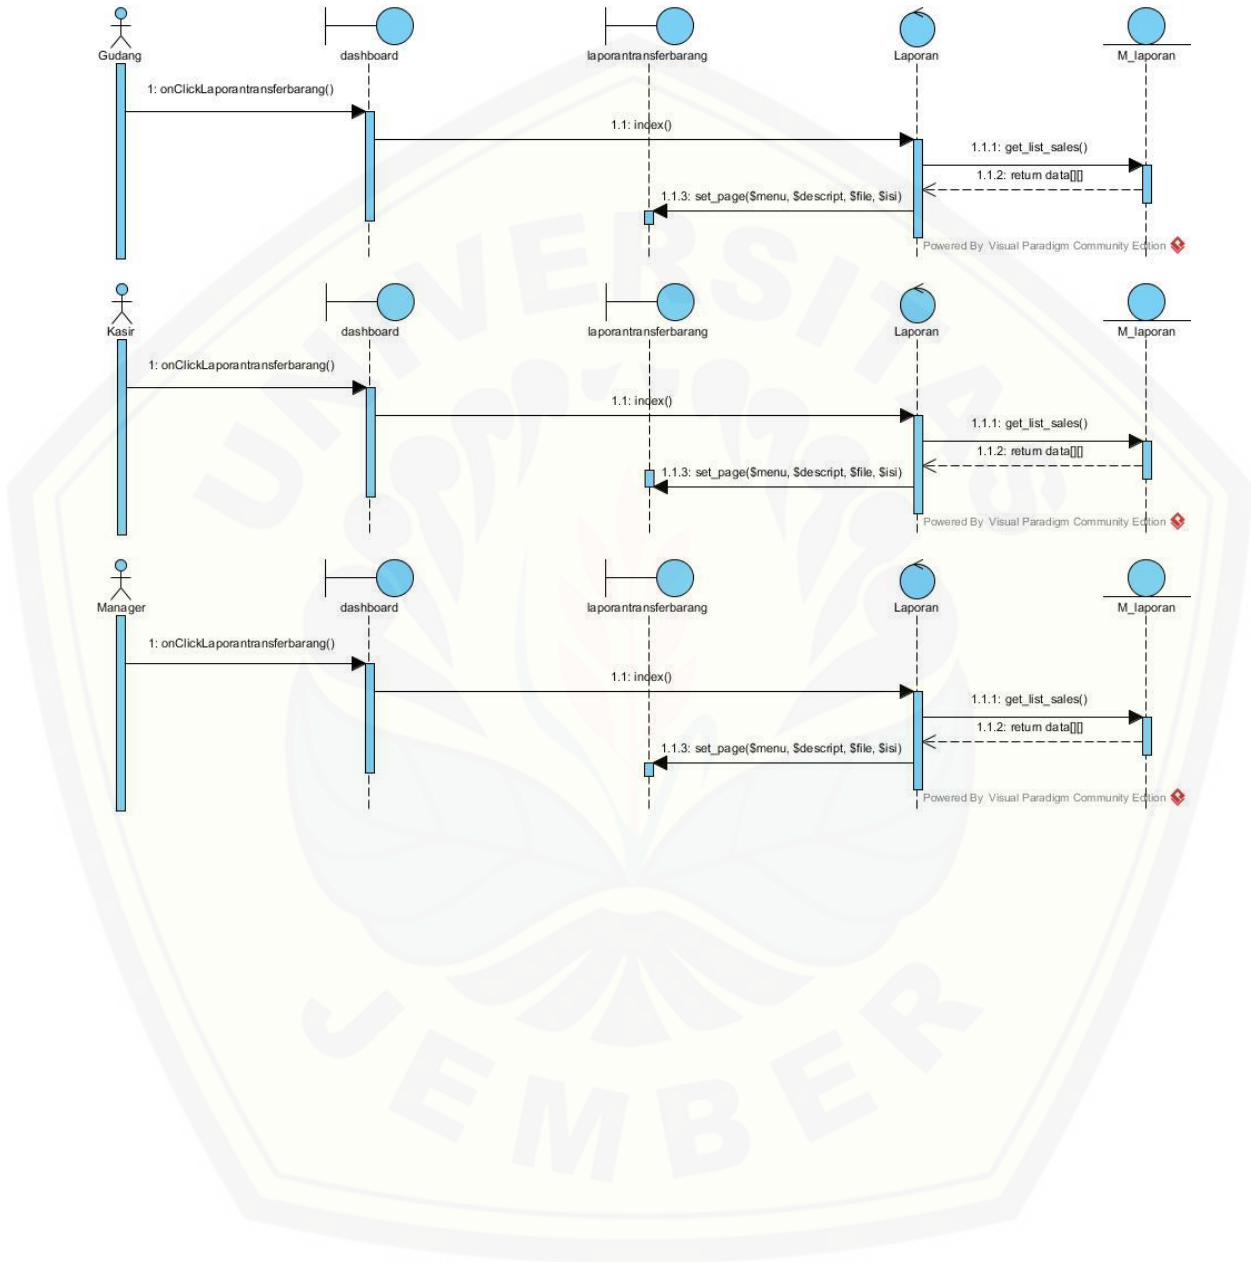 Gudang
dashboard
laporantransferbarang
Laporan
M_laporan
1: onClickLaporantransferbarang()
1.1: index()
1.1.1: get_list_sales()
1.1.2: return data[][]
1.1.3: set_page($menu, $descript, $file, $isi)
Powered By Visual Paradigm Community Edition
Kasir
dashboard
laporantransferbarang
Laporan
M_laporan
1: onClickLaporantransferbarang()
1.1: index()
1.1.1: get_list_sales()
1.1.2: return data[][]
1.1.3: set_page($menu, $descript, $file, $isi)
Powered By Visual Paradigm Community Edition
Manager
dashboard
laporantransferbarang
Laporan
M_laporan
1: onClickLaporantransferbarang()
1.1: index()
1.1.1: get_list_sales()
1.1.2: return data[][]
1.1.3: set_page($menu, $descript, $file, $isi)
Powered By Visual Paradigm Community Edition
UNIVERSITAS
JEMBER